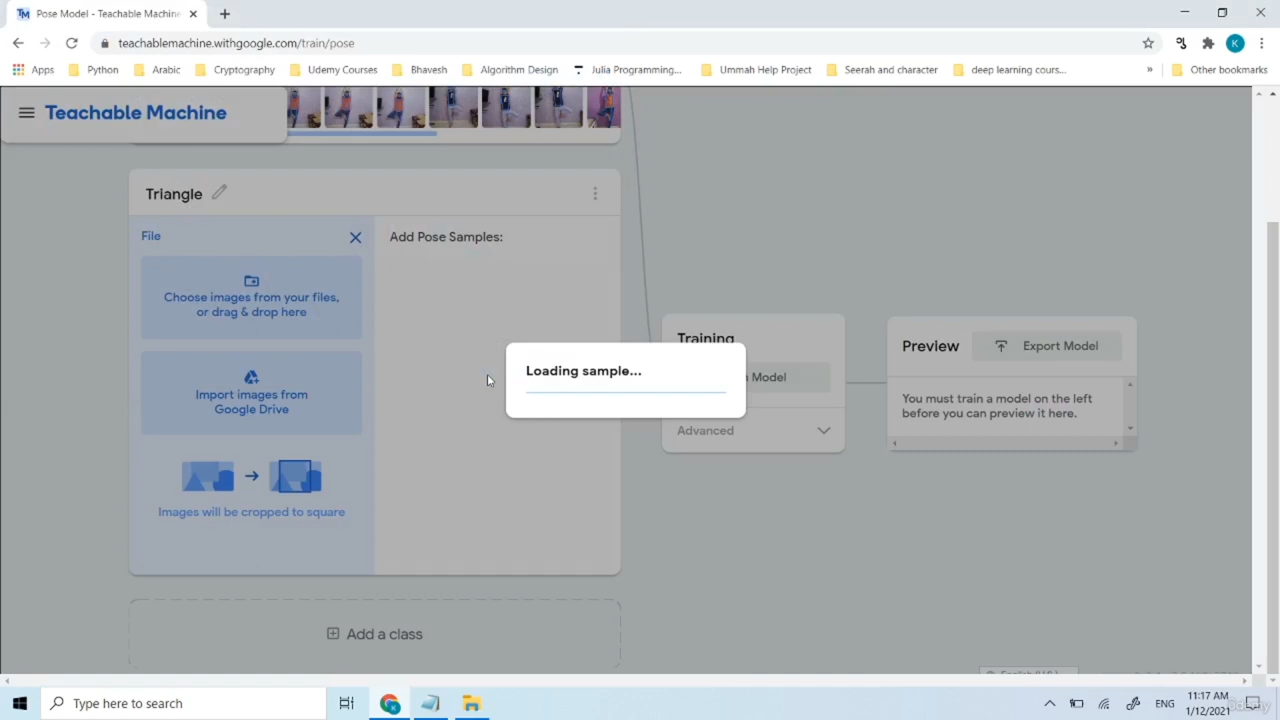 TM Pose Model - Teachable Machine
teachablemachine.withgoogle.com/train/pose
K
Apps Python Arabic Cryptography Udemy Courses Bhavesh Algorithm Design Julia Programming... Ummah Help Project Seerah and character deep learning cours... » Other bookmarks
Teachable Machine
Triangle
File
Add Pose Samples:
Choose images from your files,
or drag & drop here
Import images from
Google Drive
Images will be cropped to square
Add a class
Loading sample...
Training
Model
Advanced
Preview
Export Model
You must train a model on the left
before you can preview it here.
Type here to search
ENG
11:17 AM
1/12/2021